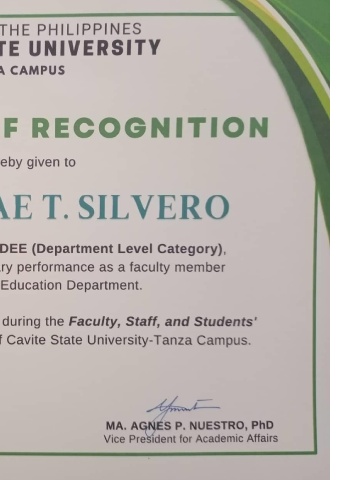 THE PHILIPPINES
TE UNIVERSITY
A CAMPUS
F RECOGNITION
eby given to
AE T. SILVERO
DEE (Department Level Category),
ry performance as a faculty member
Education Department.
during the Faculty, Staff, and Students'
f Cavite State University-Tanza Campus.
MA. AGNES P. NUESTRO, PhD
Vice President for Academic Affairs